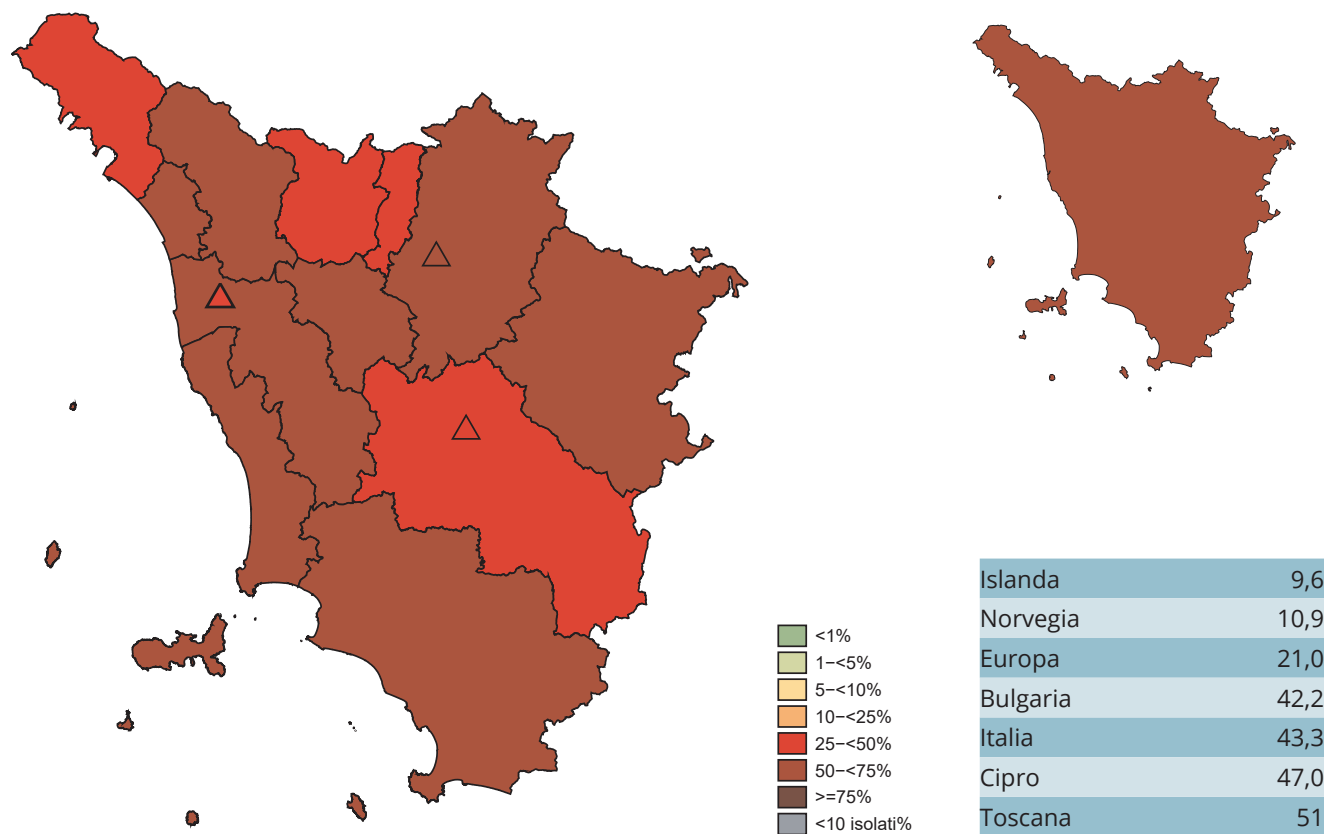 <1%
1−<5%
5−<10%
10−<25%
25−<50%
50−<75%
>=75%
<10 isolati%
Islanda 9,6
Norvegia 10,9
Europa 21,0
Bulgaria 42,2
Italia 43,3
Cipro 47,0
Toscana 51